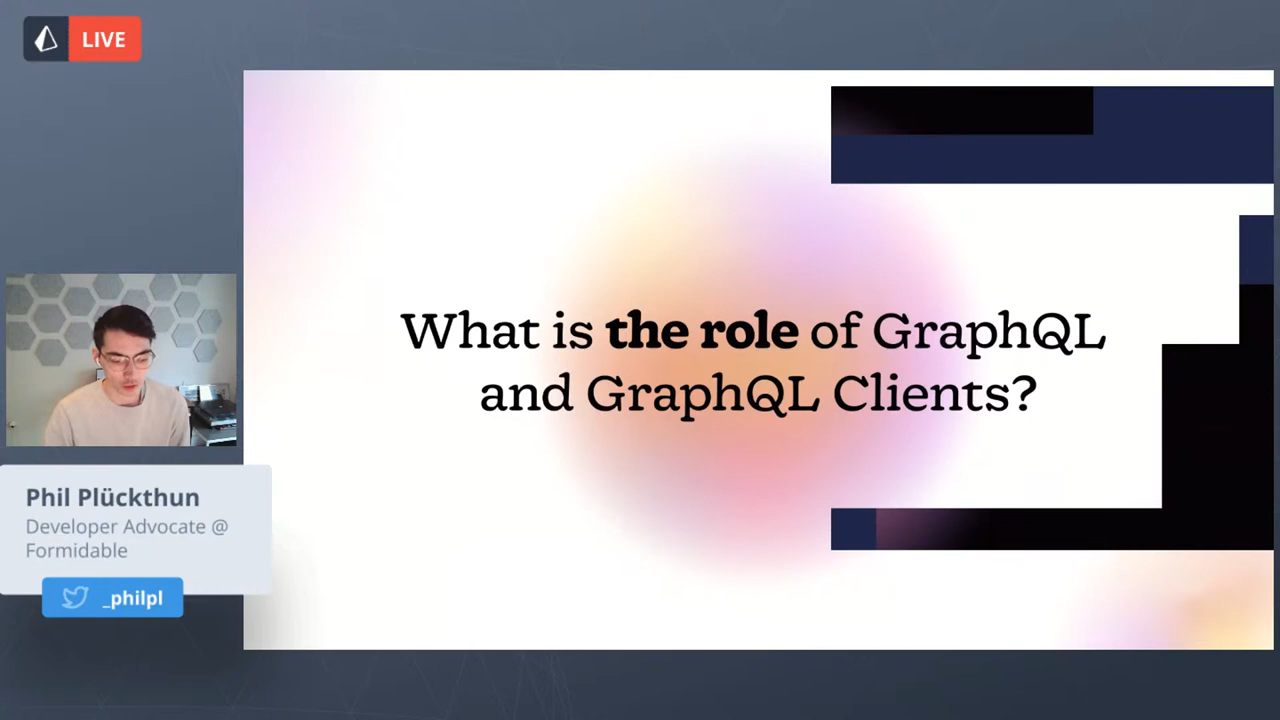 LIVE
What is the role of GraphQL
and GraphQL Clients?
Phil Plückthun
Developer Advocate @
Formidable
_philpl